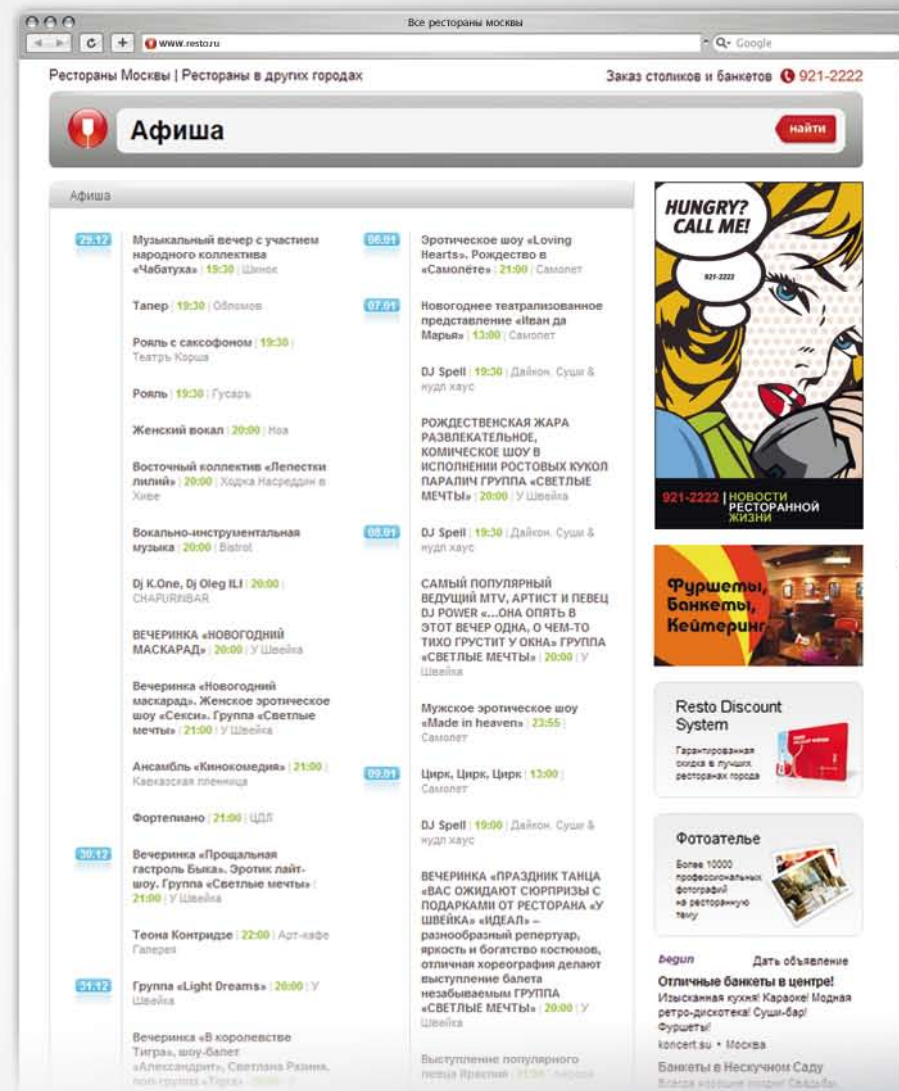 Все рестораны москвы
www.resto.ru
Google
Рестораны Москвы | Рестораны в других городах
Заказ столиков и банкетов 921-2222
Афиша
найти
Афиша
29.12
Музыкальный вечер с участием
народного коллектива
«Чабатуха» | 19:30 | Шинок
Тапер | 19:30 | Обломов
Рояль с саксофоном | 19:30 |
Театръ Корша
Рояль | 19:30 | Гусаръ
Женский вокал | 20:00 | Ноа
Восточный коллектив «Лепестки
лилий» | 20:00 | Ходжа Насреддин в
Хиве
Вокально-инструментальная
музыка | 20:00 | Bistrot
Dj K.One, Dj Oleg ILI | 20:00 |
CHAPURINBAR
ВЕЧЕРИНКА «НОВОГОДНИЙ
МАСКАРАД» | 20:00 | У Швейка
Вечеринка «Новогодний
маскарад». Женское эротическое
шоу «Секси». Группа «Светлые
мечты» | 21:00 | У Швейка
Ансамбль «Кинокомедия» | 21:00 |
Кавказская пленница
Фортепиано | 21:00 | ЦДЛ
30.12
Вечеринка «Прощальная
гастроль Быка». Эротик лайт-
шоу. Группа «Светлые мечты» |
21:00 | У Швейка
Теона Контридзе | 22:00 | Арт-кафе
Галерея
31.12
Группа «Light Dreams» | 20:00 | У
Швейка
Вечеринка «В королевстве
Тигра», шоу-балет
«Александрит», Светлана Разина,
06.01
Эротическое шоу «Loving
Hearts». Рождество в
«Самолёте» | 21:00 | Самолет
07.01
Новогоднее театрализованное
представление «Иван да
Марья» | 13:00 | Самолет
DJ Spell | 19:30 | Дайкон. Суши &
нудл хаус
РОЖДЕСТВЕНСКАЯ ЖАРА
РАЗВЛЕКАТЕЛЬНОЕ,
КОМИЧЕСКОЕ ШОУ В
ИСПОЛНЕНИИ РОСТОВЫХ КУКОЛ
ПАРАЛИЧ ГРУППА «СВЕТЛЫЕ
МЕЧТЫ» | 20:00 | У Швейка
08.01
DJ Spell | 19:30 | Дайкон. Суши &
нудл хаус
САМЫЙ ПОПУЛЯРНЫЙ
ВЕДУЩИЙ MTV, АРТИСТ И ПЕВЕЦ
DJ POWER «...ОНА ОПЯТЬ В
ЭТОТ ВЕЧЕР ОДНА, О ЧЕМ-ТО
ТИХО ГРУСТИТ У ОКНА» ГРУППА
«СВЕТЛЫЕ МЕЧТЫ» | 20:00 | У
Швейка
Мужское эротическое шоу
«Made in heaven» | 23:55 |
Самолет
09.01
Цирк, Цирк, Цирк | 13:00 |
Самолет
DJ Spell | 19:00 | Дайкон. Суши &
нудл хаус
ВЕЧЕРИНКА «ПРАЗДНИК ТАНЦА
«ВАС ОЖИДАЮТ СЮРПРИЗЫ С
ПОДАРКАМИ ОТ РЕСТОРАНА «У
ШВЕЙКА» «ИДЕАЛ» –
разнообразный репертуар,
яркость и богатство костюмов,
отличная хореография делают
выступление балета
незабываемым ГРУППА
«СВЕТЛЫЕ МЕЧТЫ» | 20:00 | У
Швейка
Выступление популярного
HUNGRY?
CALL ME!
921-2222
921-2222 | НОВОСТИ
РЕСТОРАННОЙ
ЖИЗНИ
Фуршеты,
Банкеты,
Кейтеринг
Resto Discount
System
Гарантированная
скидка в лучших
ресторанах города
Фотоателье
Более 10000
профессиональных
фотографий
на ресторанную
тему
begun Дать объявление
Отличные банкеты в центре!
Изысканная кухня! Караоке! Модная
ретро-дискотека! Суши-бар!
Фуршеты!
koncert.su • Москва
Банкеты в Нескучном Саду